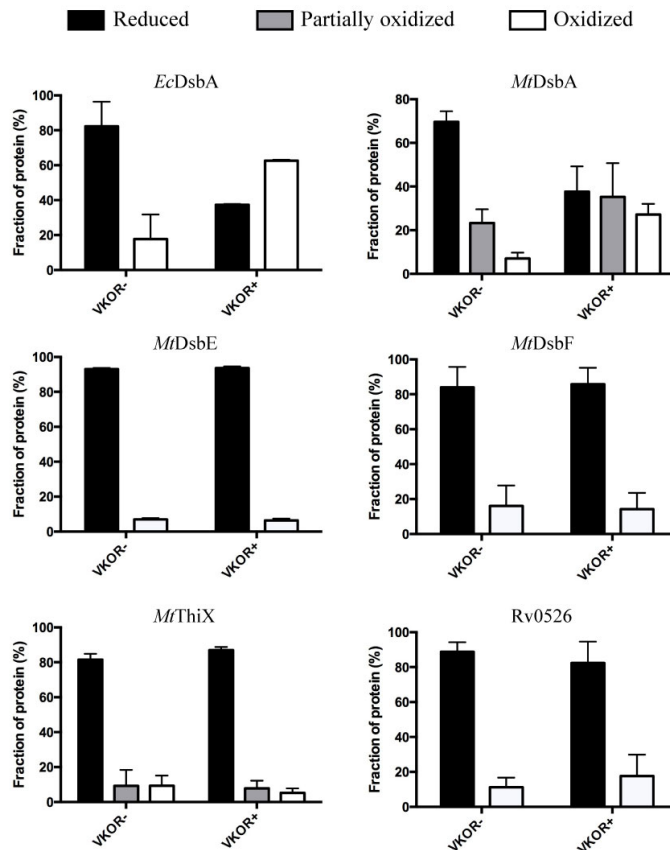 Reduced Partially oxidized Oxidized
EcDsbA
Fraction of protein (%)
100
80
60
40
20
0
VKOR-
VKOR+
MtDsbA
Fraction of protein (%)
80
60
40
20
0
VKOR-
VKOR+
MtDsbE
Fraction of protein (%)
100
80
60
40
20
0
VKOR-
VKOR+
MtDsbF
Fraction of protein (%)
100
80
60
40
20
0
VKOR-
VKOR+
MtThiX
Fraction of protein (%)
100
80
60
40
20
0
VKOR-
VKOR+
Rv0526
Fraction of protein (%)
100
80
60
40
20
0
VKOR-
VKOR+